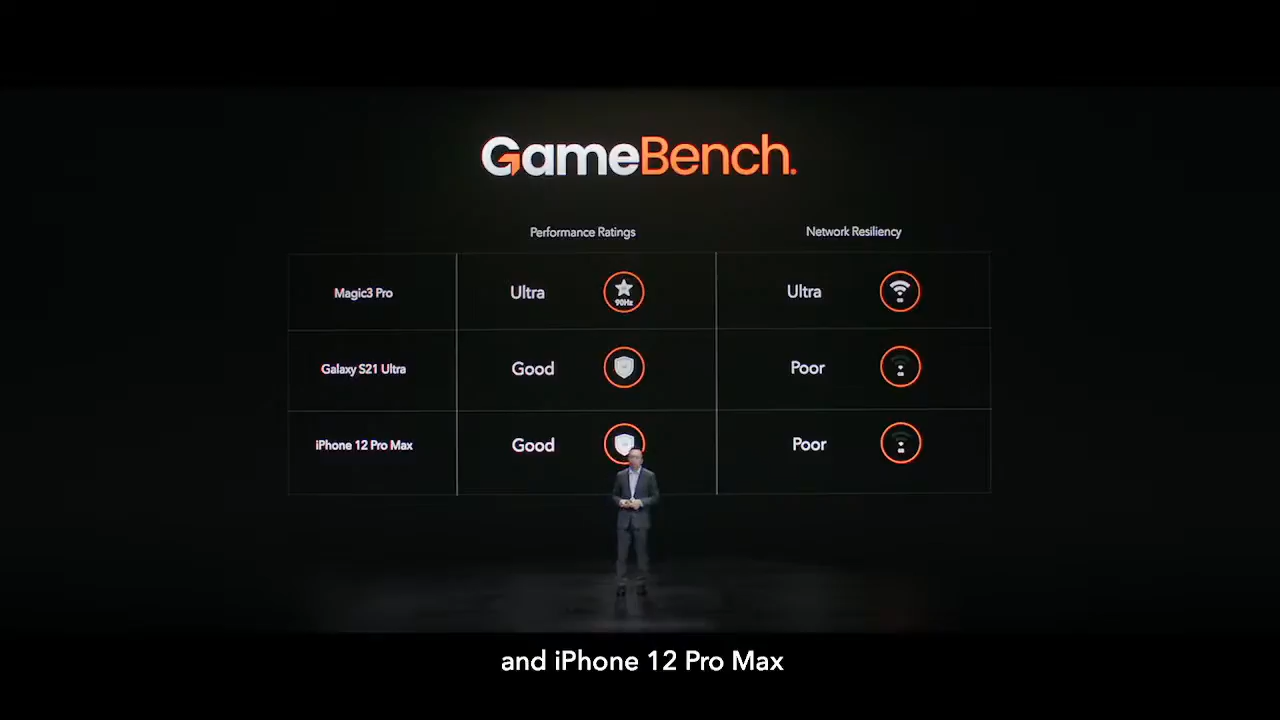 GameBench.
Performance Ratings
Network Resiliency
Magic3 Pro
Ultra
90Hz
Ultra
Galaxy S21 Ultra
Good
Poor
iPhone 12 Pro Max
Good
Poor
and iPhone 12 Pro Max